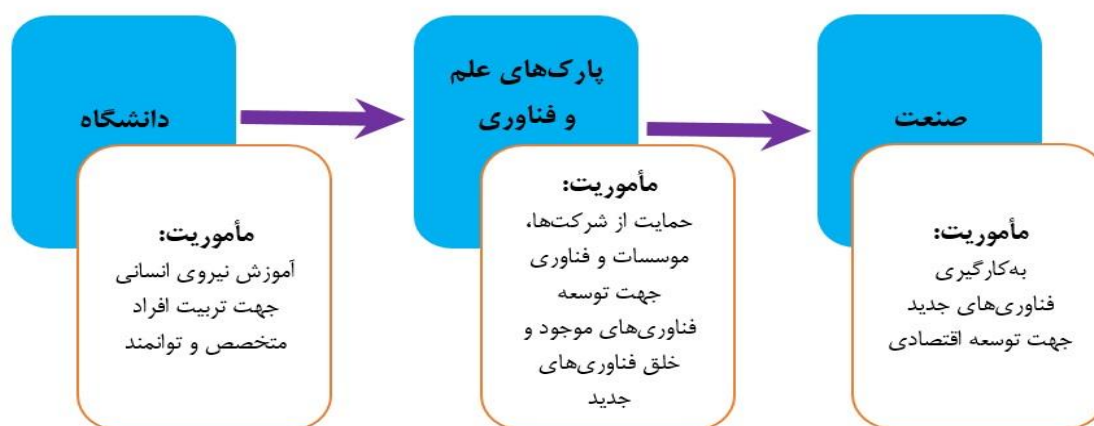 دانشگاه
مأموریت:
آموزش نیروی انسانی
جهت تربیت افراد
متخصص و توانمند
پارک‌های علم
و فناوری
مأموریت:
حمایت از شرکت‌ها،
موسسات و فناوری
جهت توسعه
فناوری‌های موجود و
خلق فناوری‌های
جدید
صنعت
مأموریت:
به‌کارگیری
فناوری‌های جدید
جهت توسعه اقتصادی